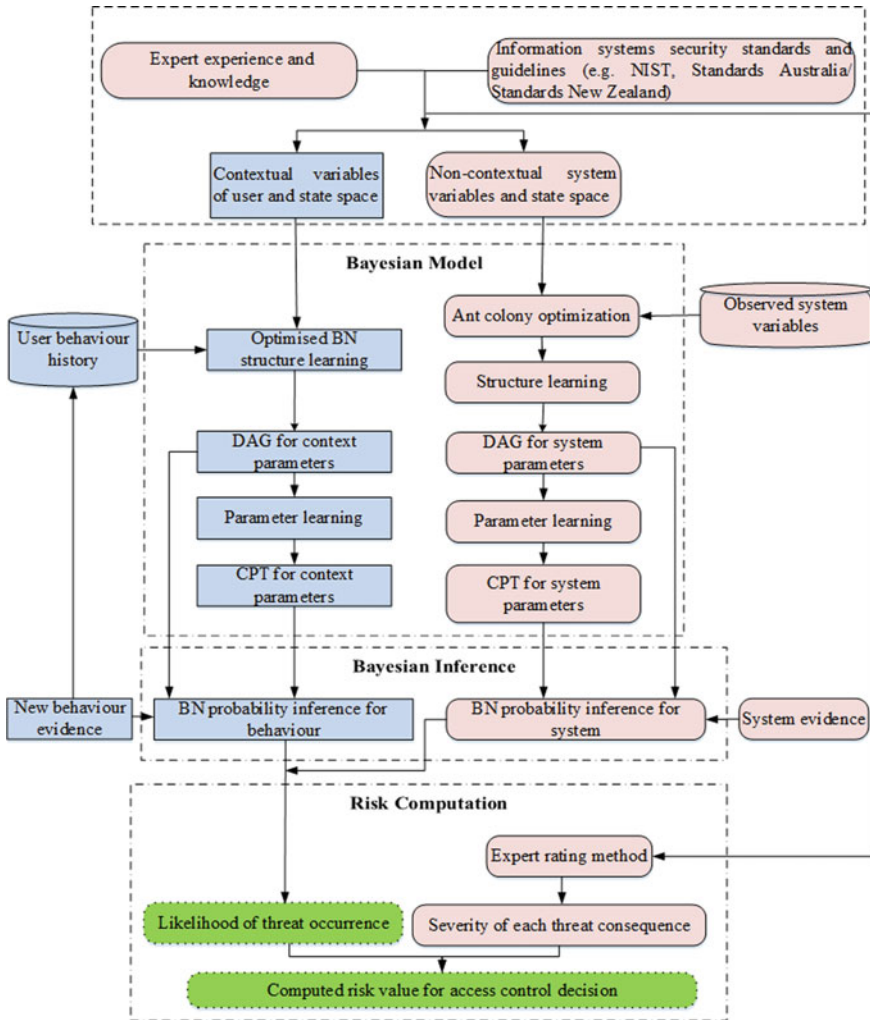 Expert experience and
knowledge
Information systems security standards and
guidelines (e.g. NIST, Standards Australia/
Standards New Zealand)
Contextual variables
of user and state space
Non-contextual system
variables and state space
Bayesian Model
User behaviour
history
Optimised BN
structure learning
Ant colony optimization
Observed system
variables
Structure learning
DAG for context
parameters
DAG for system
parameters
Parameter learning
Parameter learning
CPT for context
parameters
CPT for system
parameters
Bayesian Inference
New behaviour
evidence
BN probability inference for
behaviour
BN probability inference for
system
System evidence
Risk Computation
Expert rating method
Likelihood of threat occurrence
Severity of each threat consequence
Computed risk value for access control decision